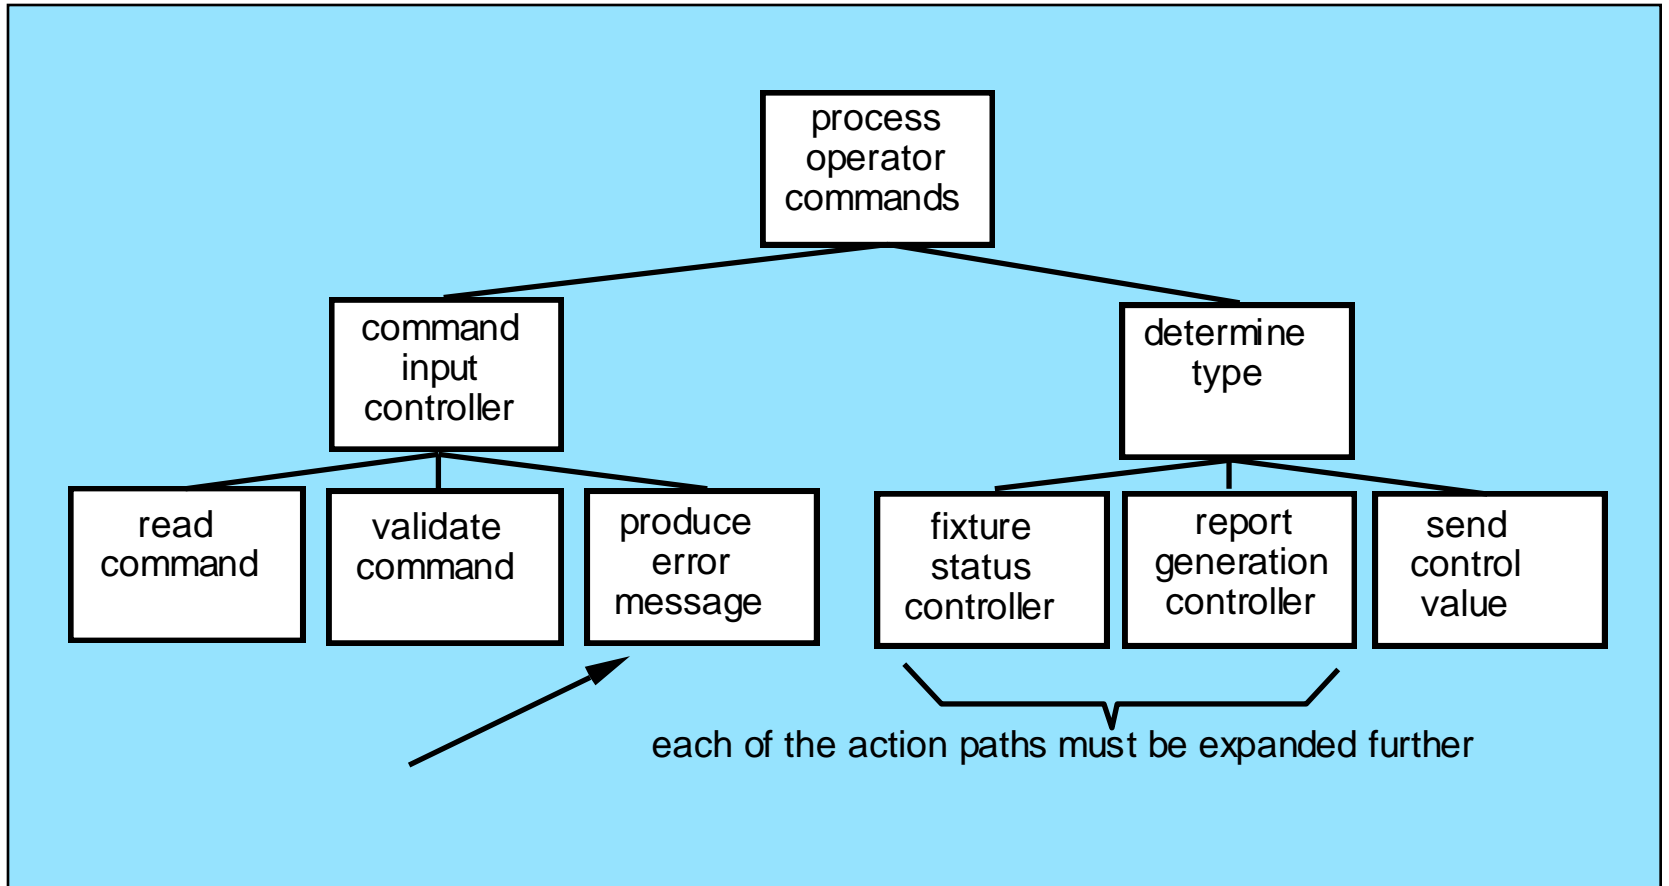 process
operator
commands
command
input
controller
determine
type
read
command
validate
command
produce
error
message
fixture
status
controller
report
generation
controller
send
control
value
each of the action paths must be expanded further